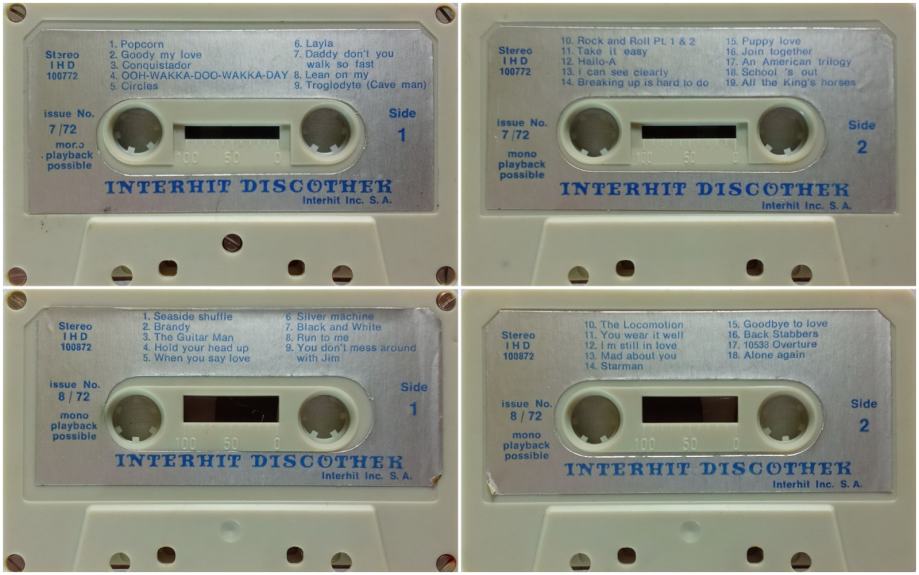 Stereo
I H D
100772
1. Popcorn
2. Goody my love
3. Conquistador
4. OOH-WAKKA-DOO-WAKKA-DAY
5. Circles
6. Layla
7. Daddy don't you
walk so fast
8. Lean on my
9. Troglodyte (Cave man)
issue No.
7/72
mono
playback
possible
Side
1
100 50 0
INTERHIT DISCOTHEK
Interhit Inc. S. A.
Stereo
I H D
100772
10. Rock and Roll Pt. 1 & 2
11. Take it easy
12. Hallo-A
13. i can see clearly
14. Breaking up is hard to do
15. Puppy love
16. Join together
17. An American trilogy
18. School 's out
19. All the King's horses
issue No.
7/72
mono
playback
possible
Side
2
100 50 0
INTERHIT DISCOTHEK
Interhit Inc. S. A.
Stereo
I H D
100872
1. Seaside shuffle
2. Brandy
3. The Guitar Man
4. Hold your head up
5. When you say love
6 Silver machine
7. Black and White
8. Run to me
9. You don't mess around
with Jim
issue No.
8 / 72
mono
playback
possible
Side
1
100 50 0
INTERHIT DISCOTHEK
Interhit Inc. S. A.
Stereo
I H D
100872
10. The Locomotion
11. You wear it well
12. I'm still in love
13. Mad about you
14. Starman
15. Goodbye to love
16. Back Stabbers
17. 10538 Overture
18. Alone again
issue No.
8 / 72
mono
playback
possible
Side
2
100 50 0
INTERHIT DISCOTHEK
Interhit Inc. S. A.